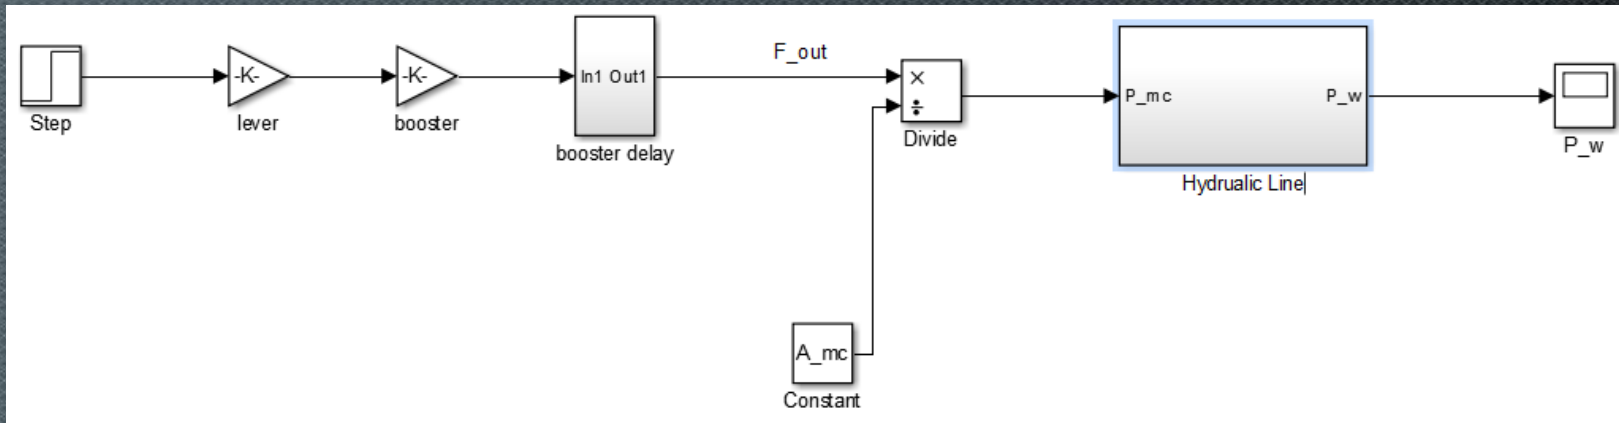 Step
-K-
lever
-K-
booster
In1 Out1
booster delay
F_out
×
÷
Divide
A_mc
Constant
P_mc P_w
Hydrualic Line
P_w